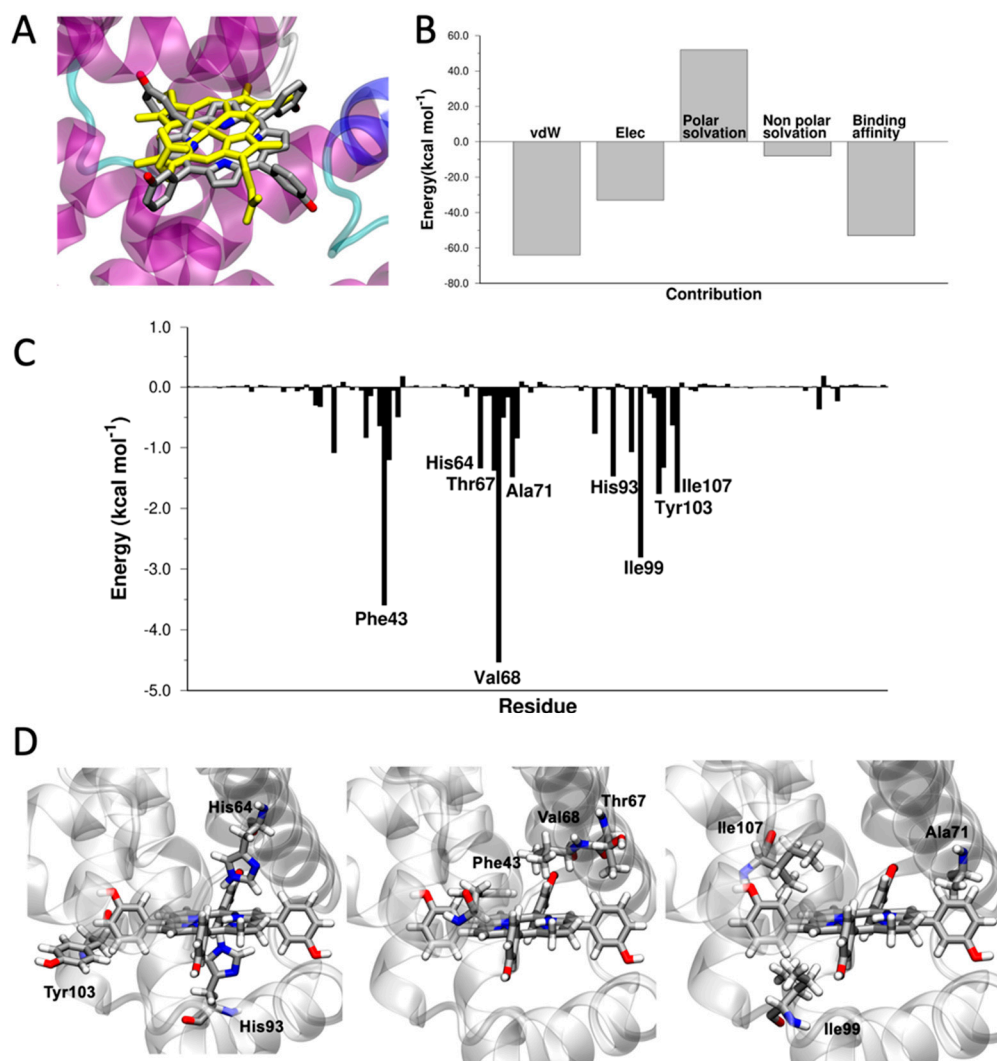 A
B
60.0
40.0
20.0
0.0
-20.0
-40.0
-60.0
-80.0
Energy(kcal mol-1)
vdW
Elec
Polar
solvation
Non polar
solvation
Binding
affinity
Contribution
C
1.0
0.0
-1.0
-2.0
-3.0
-4.0
-5.0
Energy (kcal mol-1)
His64
Thr67
Ala71
His93
Ile107
Tyr103
Ile99
Phe43
Val68
Residue
D
His64
Tyr103
His93
Thr67
Val68
Phe43
Ile107
Ala71
Ile99